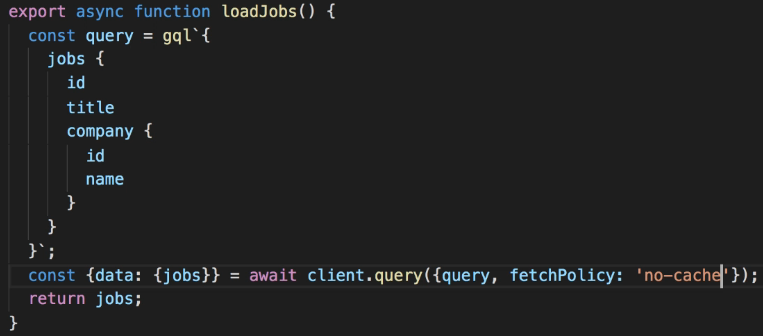 export async function loadJobs() {
  const query = gql`{
    jobs {
      id
      title
      company {
        id
        name
      }
    }
  }`;
  const {data: {jobs}} = await client.query({query, fetchPolicy: 'no-cache'});
  return jobs;
}